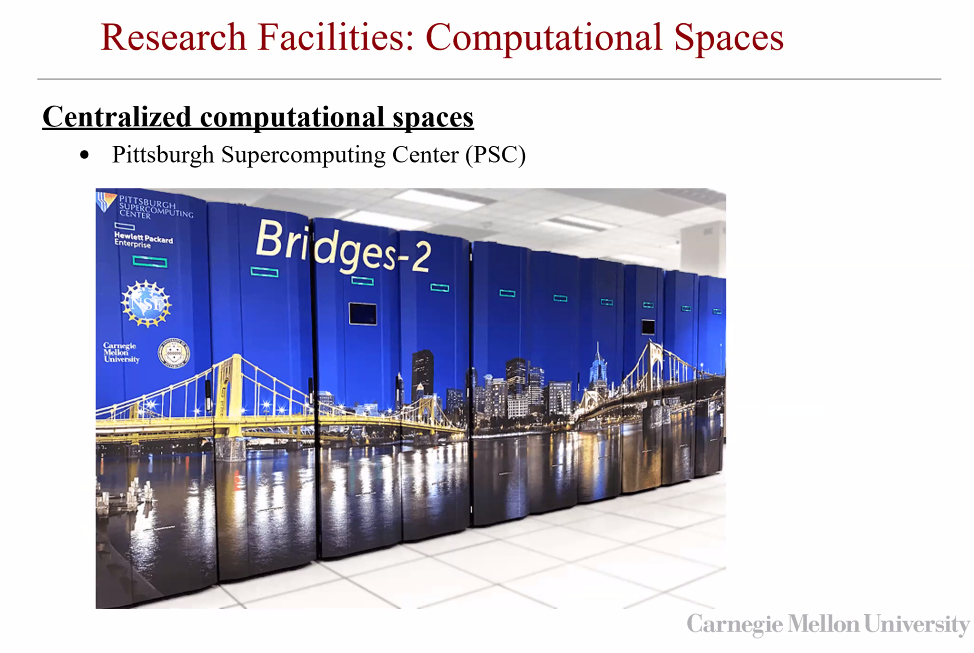 Research Facilities: Computational Spaces
Centralized computational spaces
• Pittsburgh Supercomputing Center (PSC)
PITTSBURGH
SUPERCOMPUTING
CENTER
Hewlett Packard
Enterprise
Bridges-2
NSF
Carnegie
Mellon
University
Carnegie Mellon University